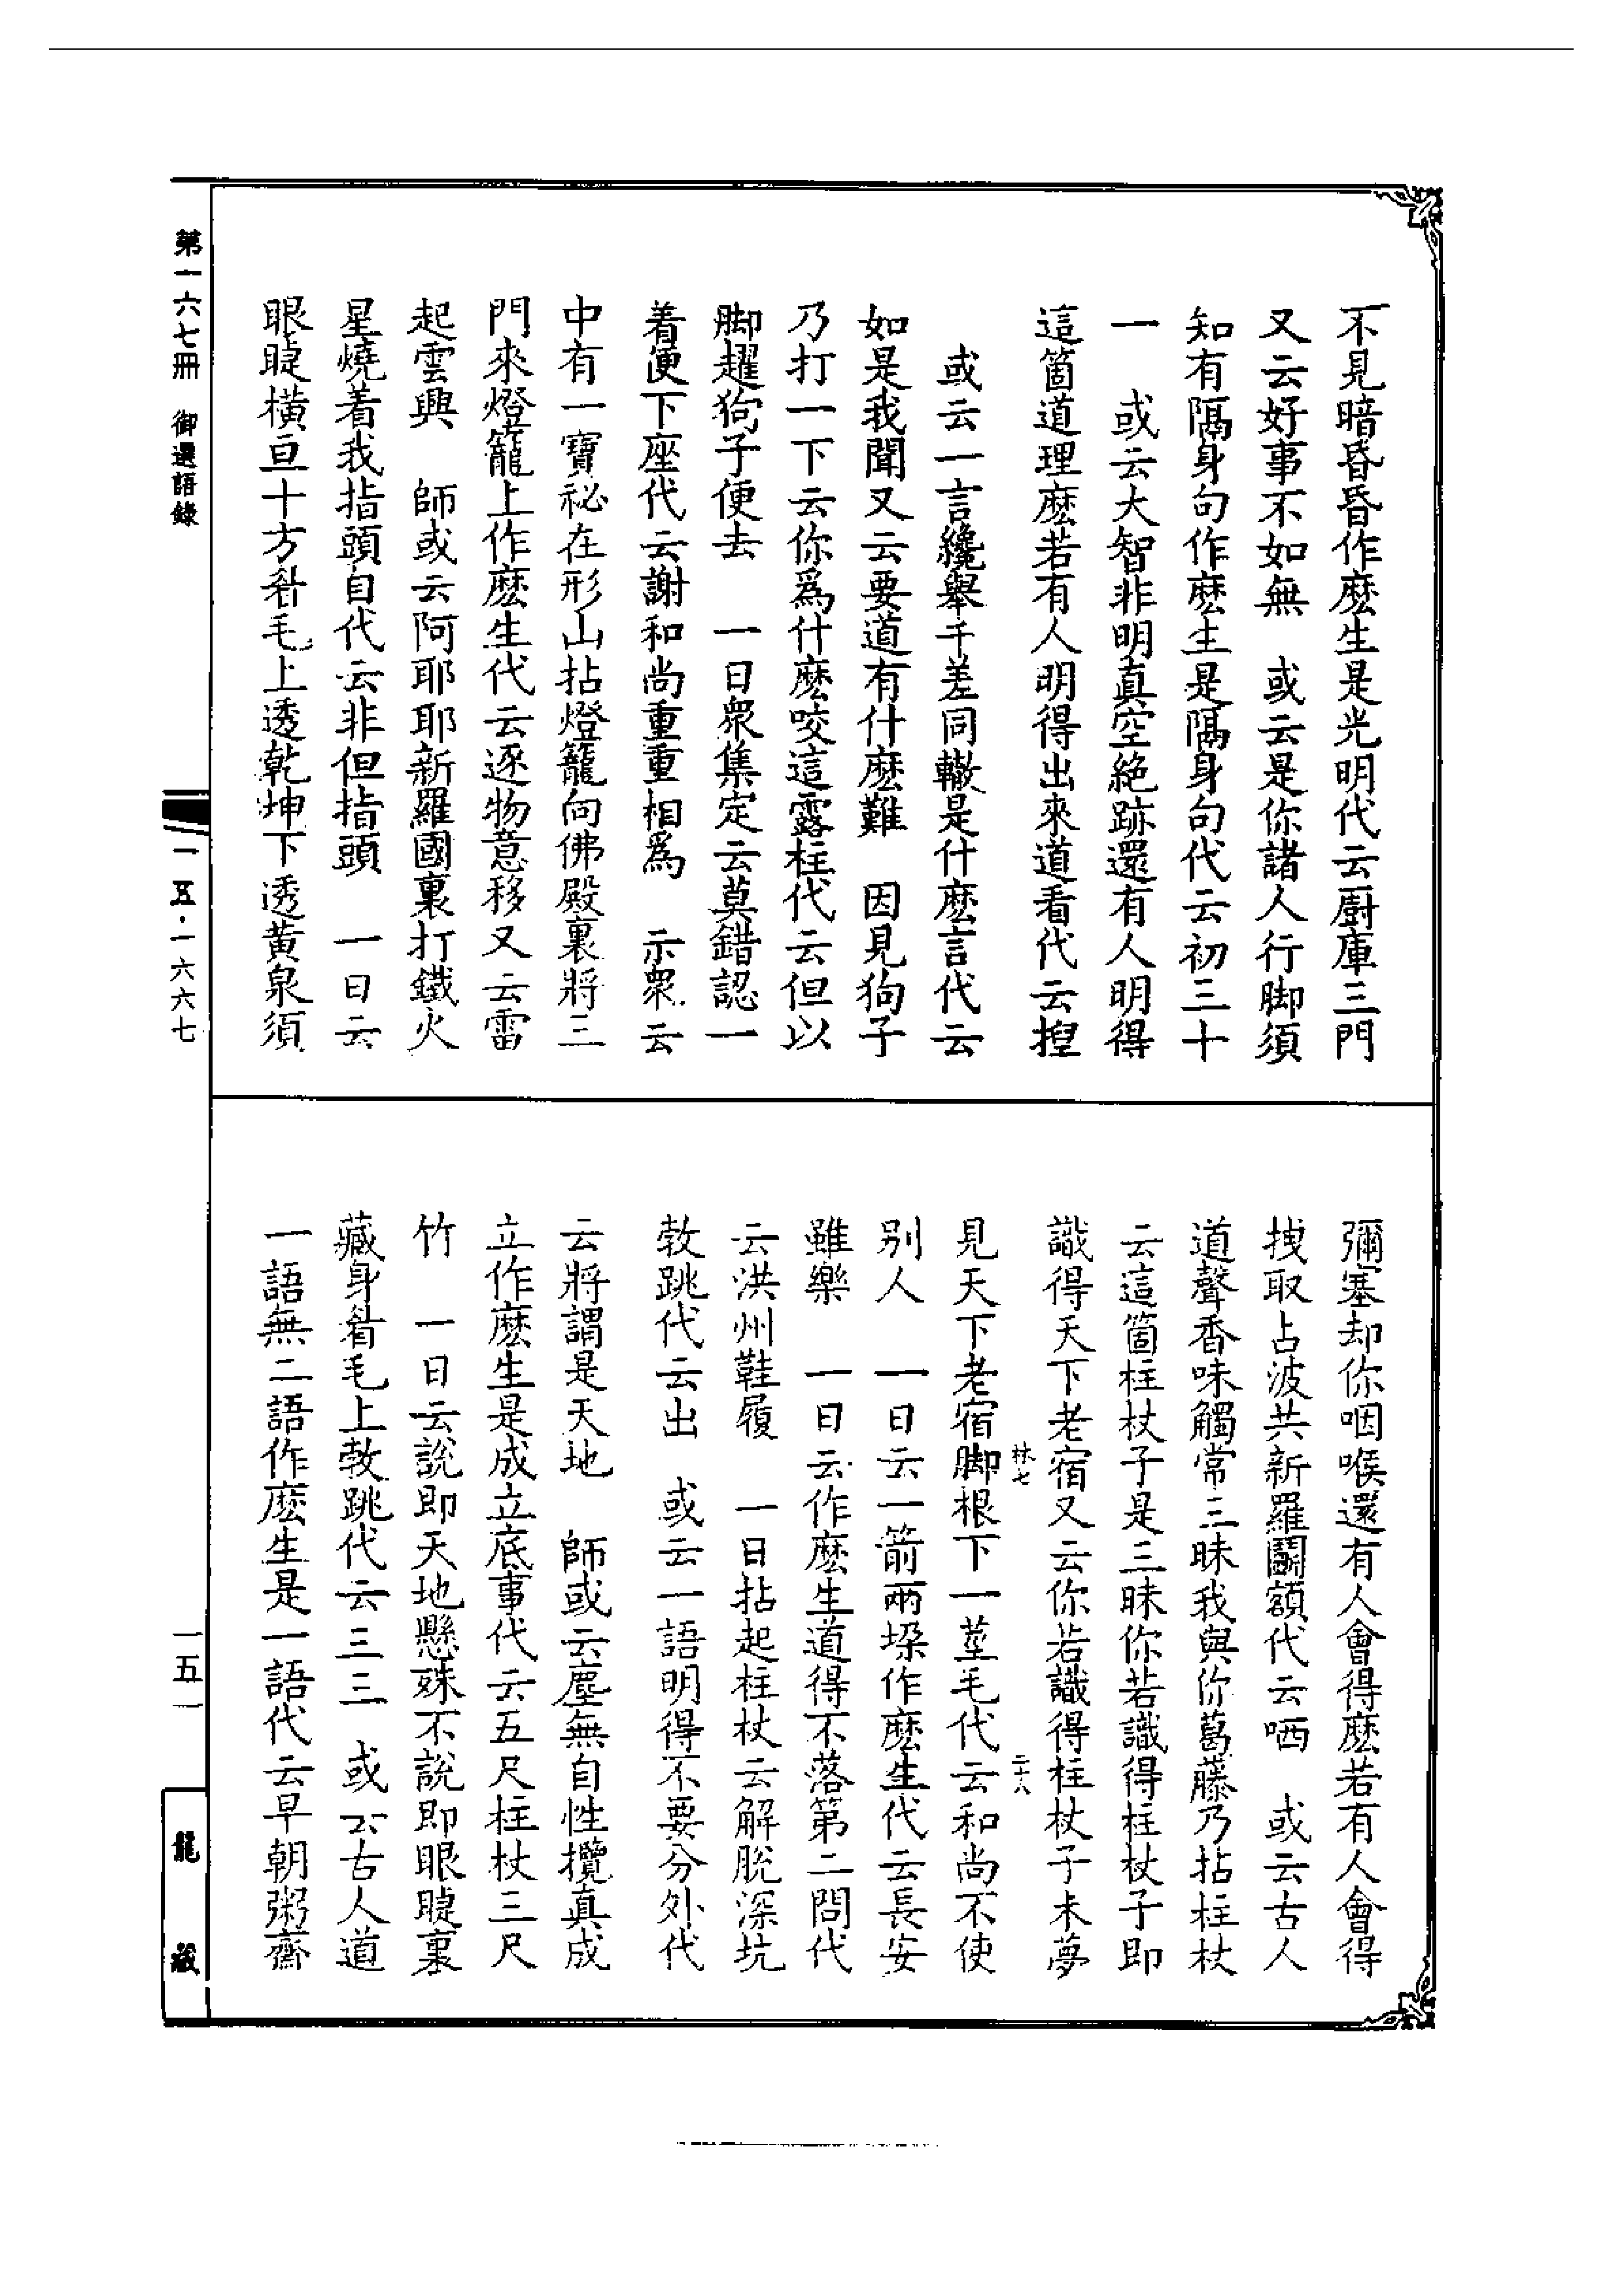 不見暗昏昏作麽生是光明代云厨庫三門
又云好事不如無　或云是你諸人行脚須
知有隔身句作麽生是隔身句代云初三十
一　或云大智非明真空絶跡還有人明得
這箇道理麽若有人明得出來道看代云揑
或云一言纔舉千差同轍是什麽言代云
如是我聞又云要道有什麽難　因見狗子
乃打一下云你爲什麽咬這露柱代云但以
脚趯狗子便去　一日衆集定云莫錯認一
着便下座代云謝和尚重重相爲　示衆云
中有一寶祕在形山拈燈籠向佛殿裏將三
門來燈籠上作麽生代云逐物意移又云雷
起雲興　師或云阿耶耶新羅國裏打鐵火
星燒着我指頭自代云非但指頭　一日云
眼睫橫亘十方眉毛上透乾坤下透黄泉須
彌塞却你咽喉還有人會得麽若有人會得
拽取占波共新羅鬬額代云哂　或云古人
道聲香味觸常三昧我與你葛藤乃拈柱杖
云這箇柱杖子是三昧你若識得柱杖子即
識得天下老宿又云你若識得柱杖子未夢
林七　二十八
見天下老宿脚根下一莖毛代云和尚不使
别人　一日云一箭兩垜作麽生代云長安
雖樂　一日云作麽生道得不落第二問代
云洪州鞋履　一日拈起柱杖云解脱深坑
𨁝跳代云出　或云一語明得不要分外代
云將謂是天地　師或云塵無自性攬真成
立作麽生是成立底事代云五尺柱杖三尺
竹　一日云說即天地懸殊不說即眼睫裏
藏身眉毛上𨁝跳代云三三　或云古人道
一語無二語作麽生是一語代云早朝粥齋
第一六七冊　御選語錄
一五·一六六七
一五一
龍藏